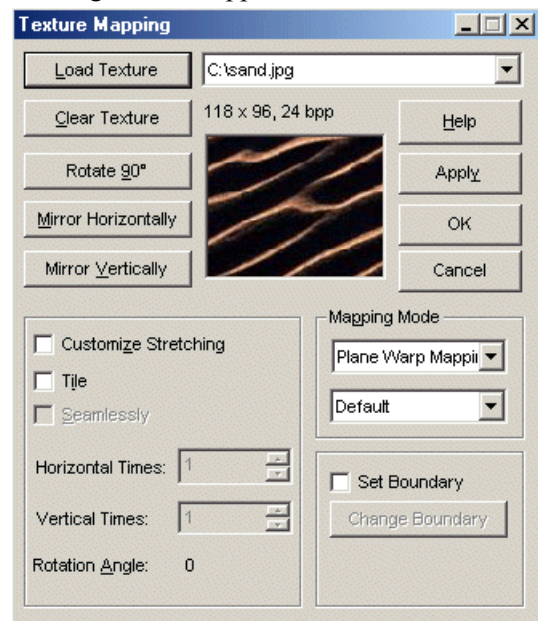 Texture Mapping
Load Texture
C:\sand.jpg
Clear Texture
118 x 96, 24 bpp
Help
Rotate 90°
Apply
Mirror Horizontally
OK
Mirror Vertically
Cancel
Customize Stretching
Tile
Seamlessly
Horizontal Times: 1
Vertical Times: 1
Rotation Angle: 0
Mapping Mode
Plane Warp Mappi
Default
Set Boundary
Change Boundary